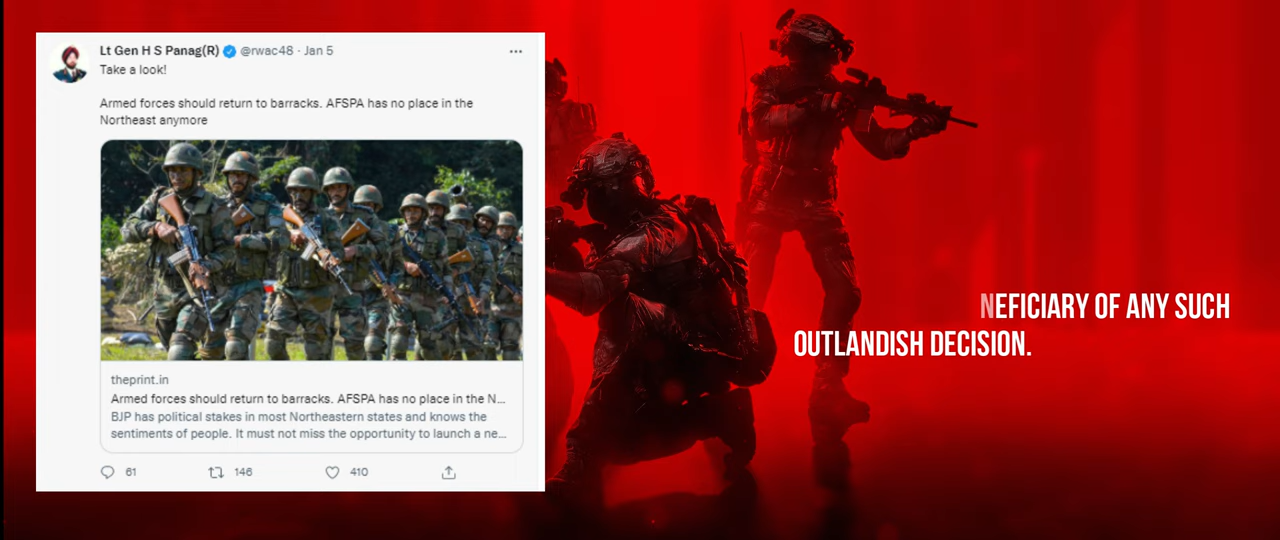 Lt Gen H S Panag(R) @rwac48 · Jan 5
Take a look!
Armed forces should return to barracks. AFSPA has no place in the
Northeast anymore
theprint.in
Armed forces should return to barracks. AFSPA has no place in the N...
BJP has political stakes in most Northeastern states and knows the
sentiments of people. It must not miss the opportunity to launch a ne...
61 146 410
NEFICIARY OF ANY SUCH
OUTLANDISH DECISION.